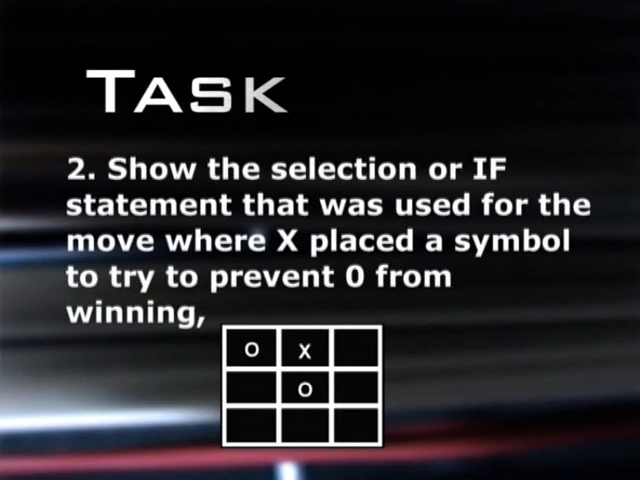 TASK
2. Show the selection or IF
statement that was used for the
move where X placed a symbol
to try to prevent 0 from
winning,
O X
O